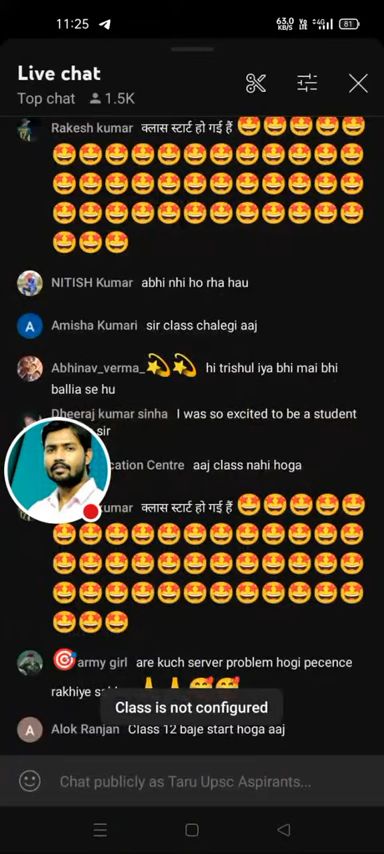 11:25
63.0 KB/S 81
Live chat
Top chat 1.5K
Rakesh kumar क्लास स्टार्ट हो गई हैं
NITISH Kumar abhi nhi ho rha hau
Amisha Kumari sir class chalegi aaj
Abhinav_verma_ hi trishul iya bhi mai bhi
ballia se hu
Dheeraj kumar sinha I was so excited to be a student
sir
cation Centre aaj class nahi hoga
kumar क्लास स्टार्ट हो गई हैं
army girl are kuch server problem hogi pecence
rakhiye
Class is not configured
Alok Ranjan Class 12 baje start hoga aaj
Chat publicly as Taru Upsc Aspirants...